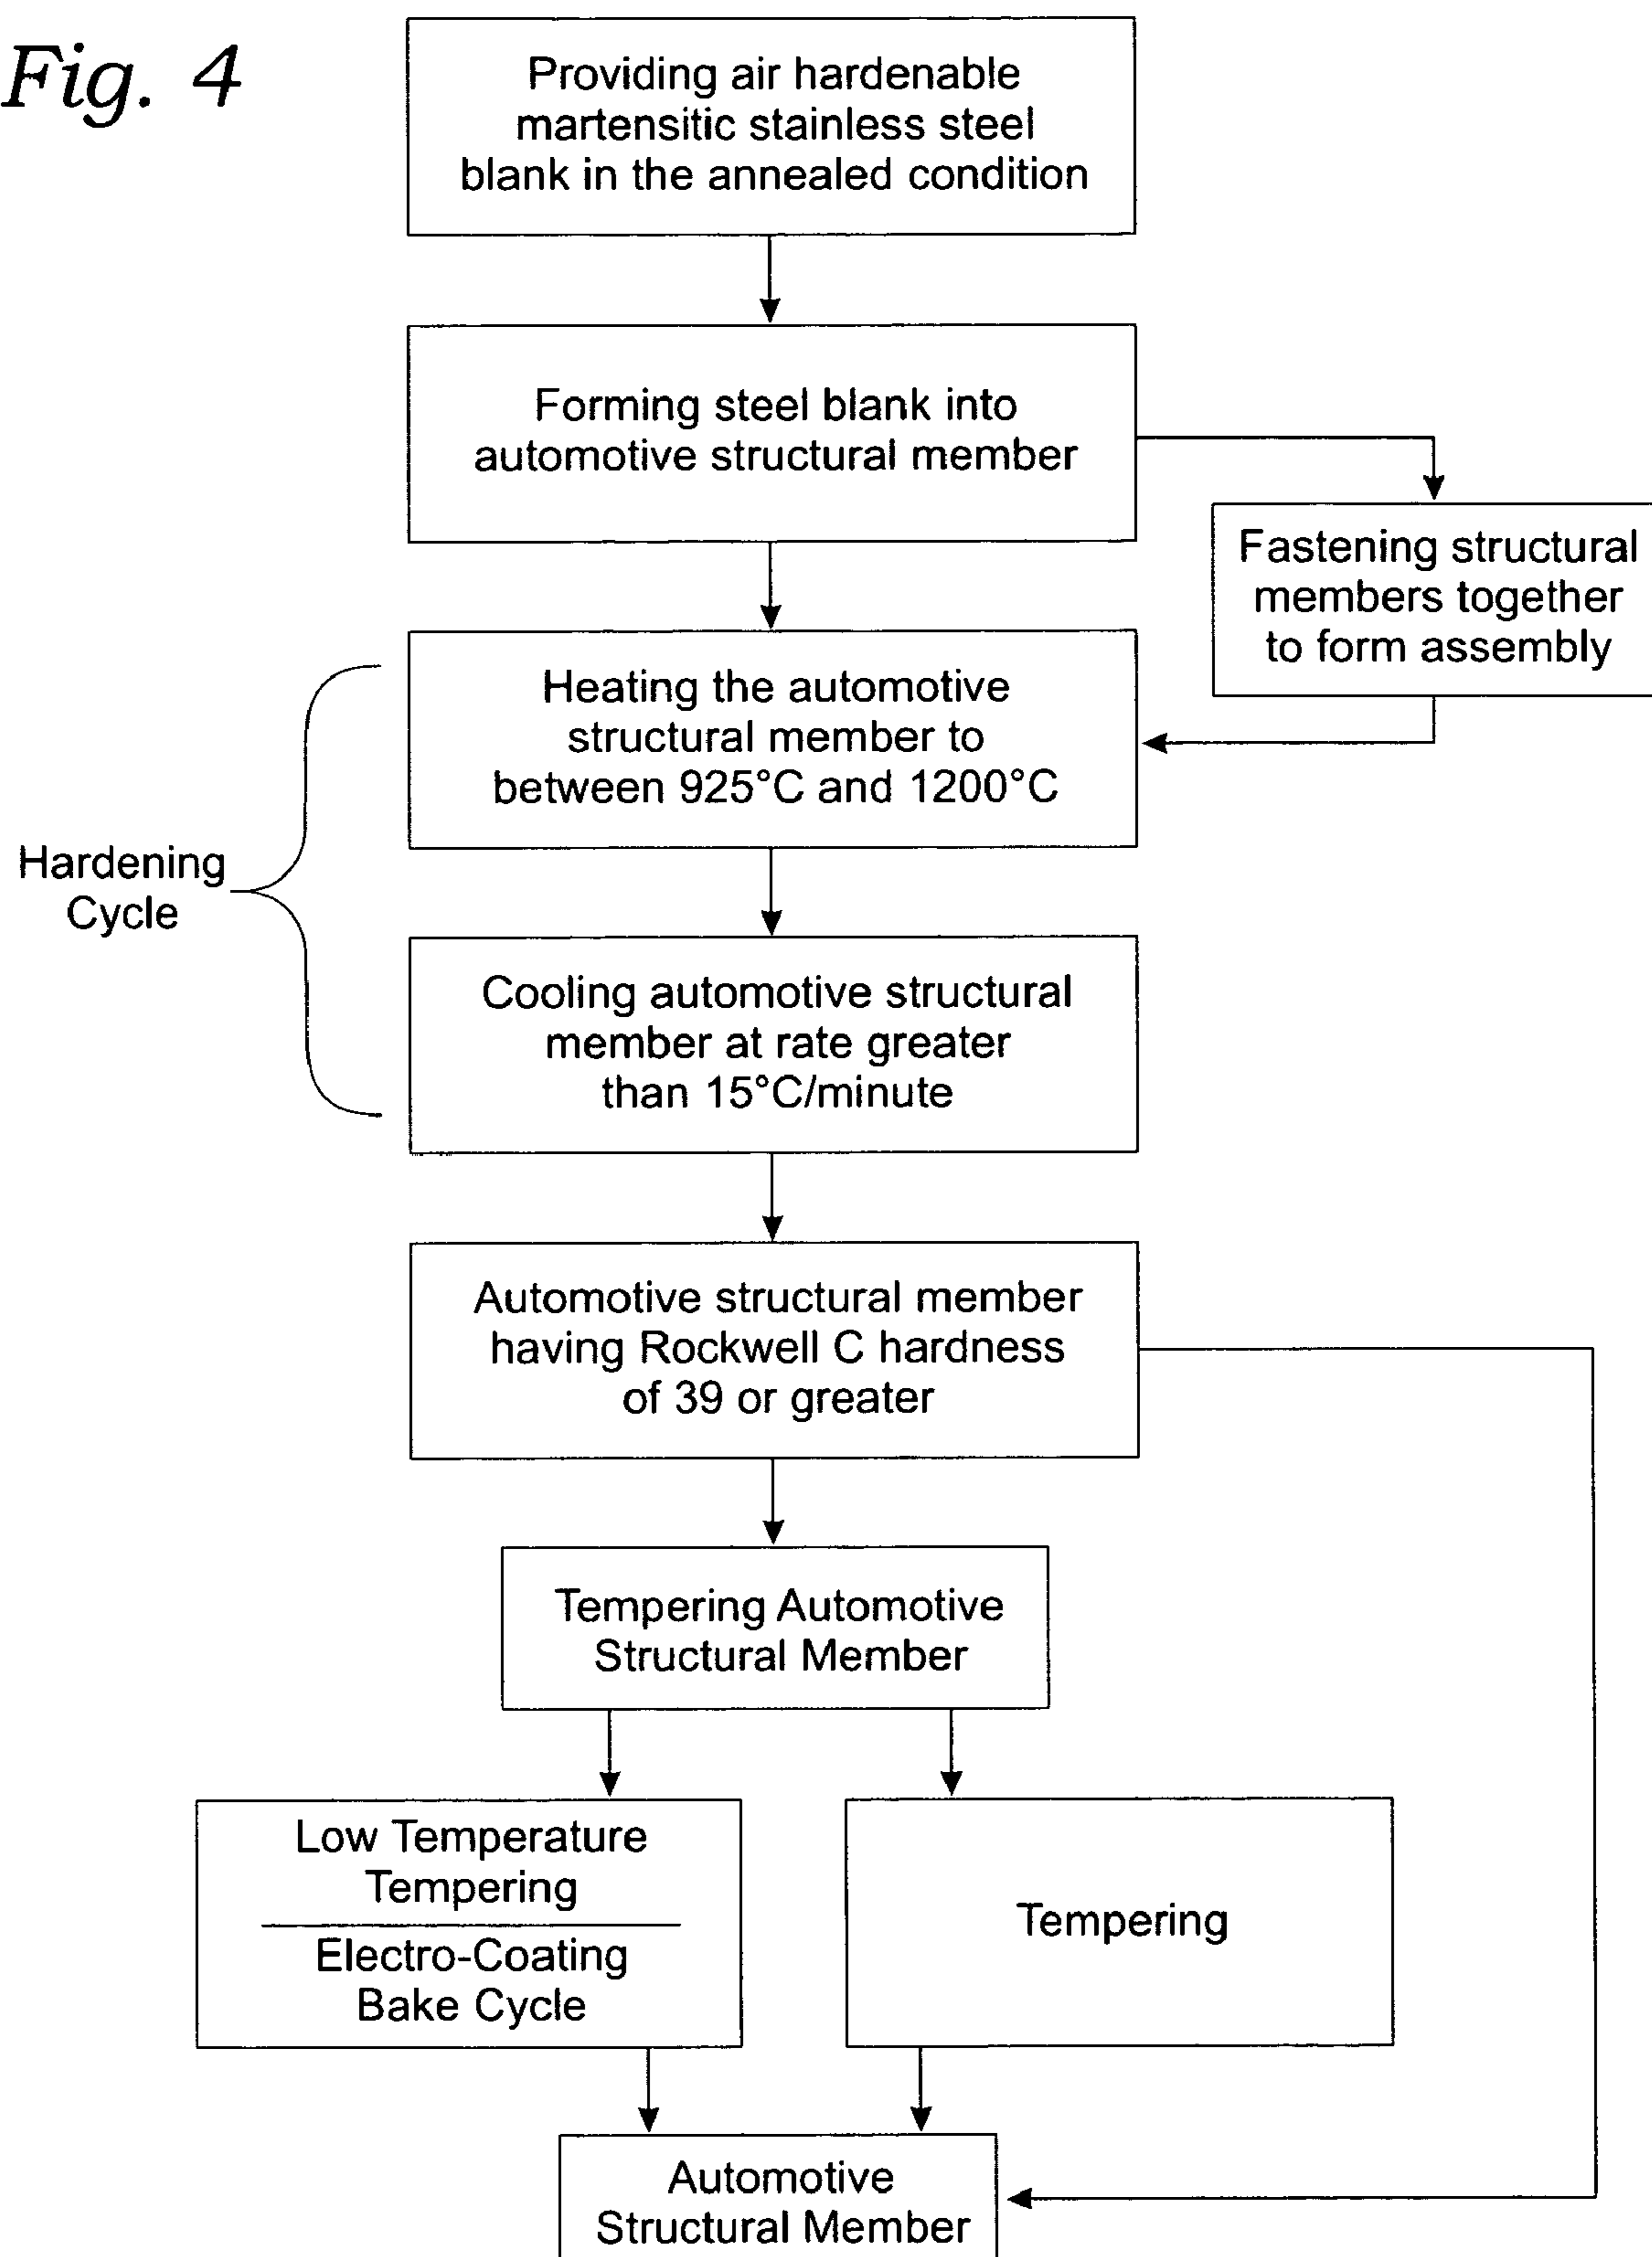 Fig. 4
Providing air hardenable
martensitic stainless steel
blank in the annealed condition
Forming steel blank into
automotive structural member
Fastening structural
members together
to form assembly
Heating the automotive
structural member to
between 925°C and 1200°C
Hardening
Cycle
Cooling automotive structural
member at rate greater
than 15°C/minute
Automotive structural member
having Rockwell C hardness
of 39 or greater
Tempering Automotive
Structural Member
Low Temperature
Tempering
Electro-Coating
Bake Cycle
Tempering
Automotive
Structural Member